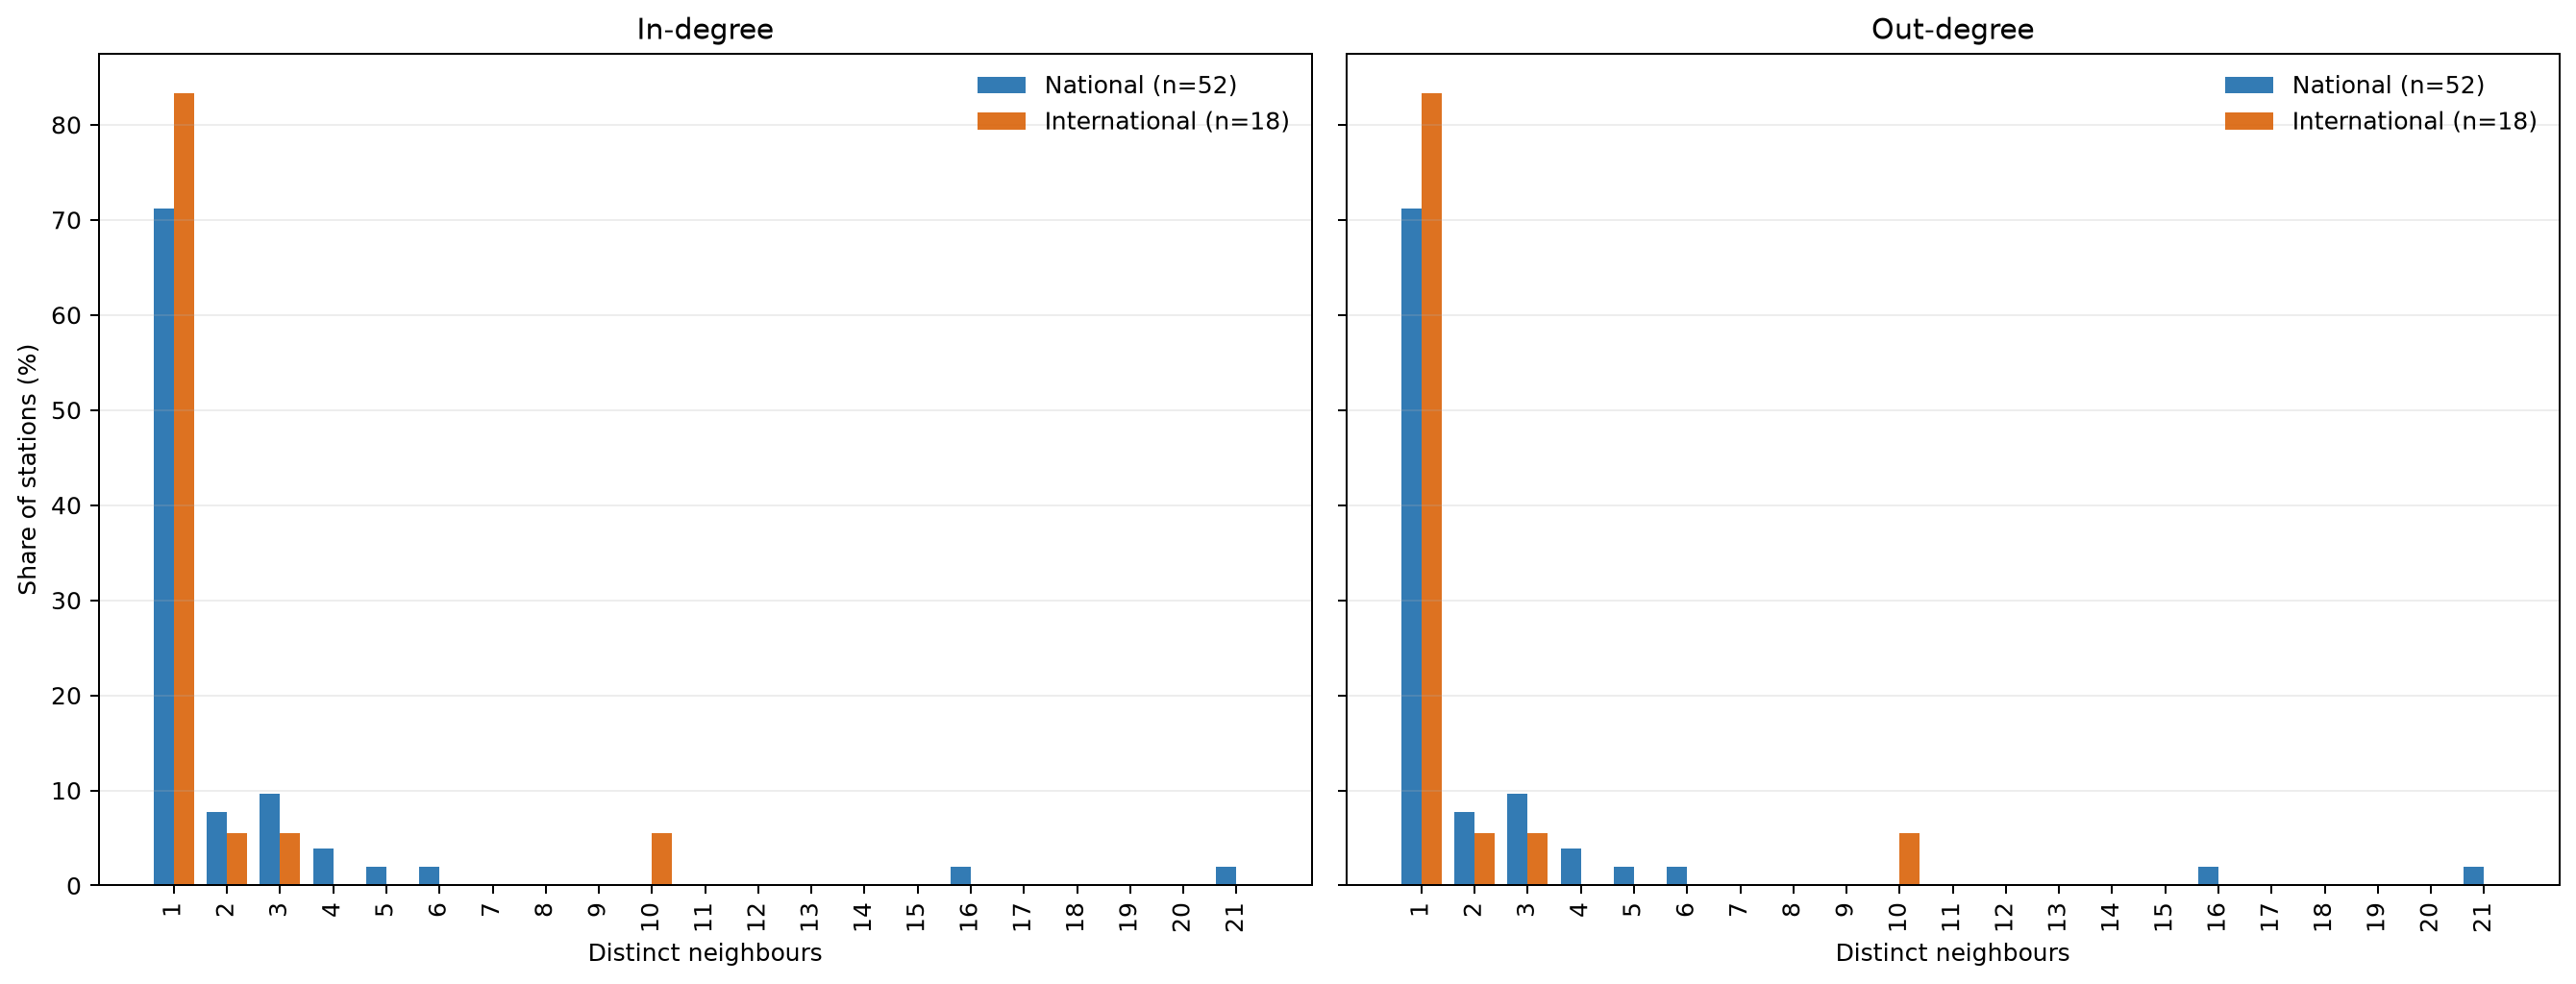 In-degree
National (n=52)
International (n=18)
Share of stations (%)
80
70
60
50
40
30
20
10
0
1 2 3 4 5 6 7 8 9 10 11 12 13 14 15 16 17 18 19 20 21
Distinct neighbours
Out-degree
National (n=52)
International (n=18)
1 2 3 4 5 6 7 8 9 10 11 12 13 14 15 16 17 18 19 20 21
Distinct neighbours